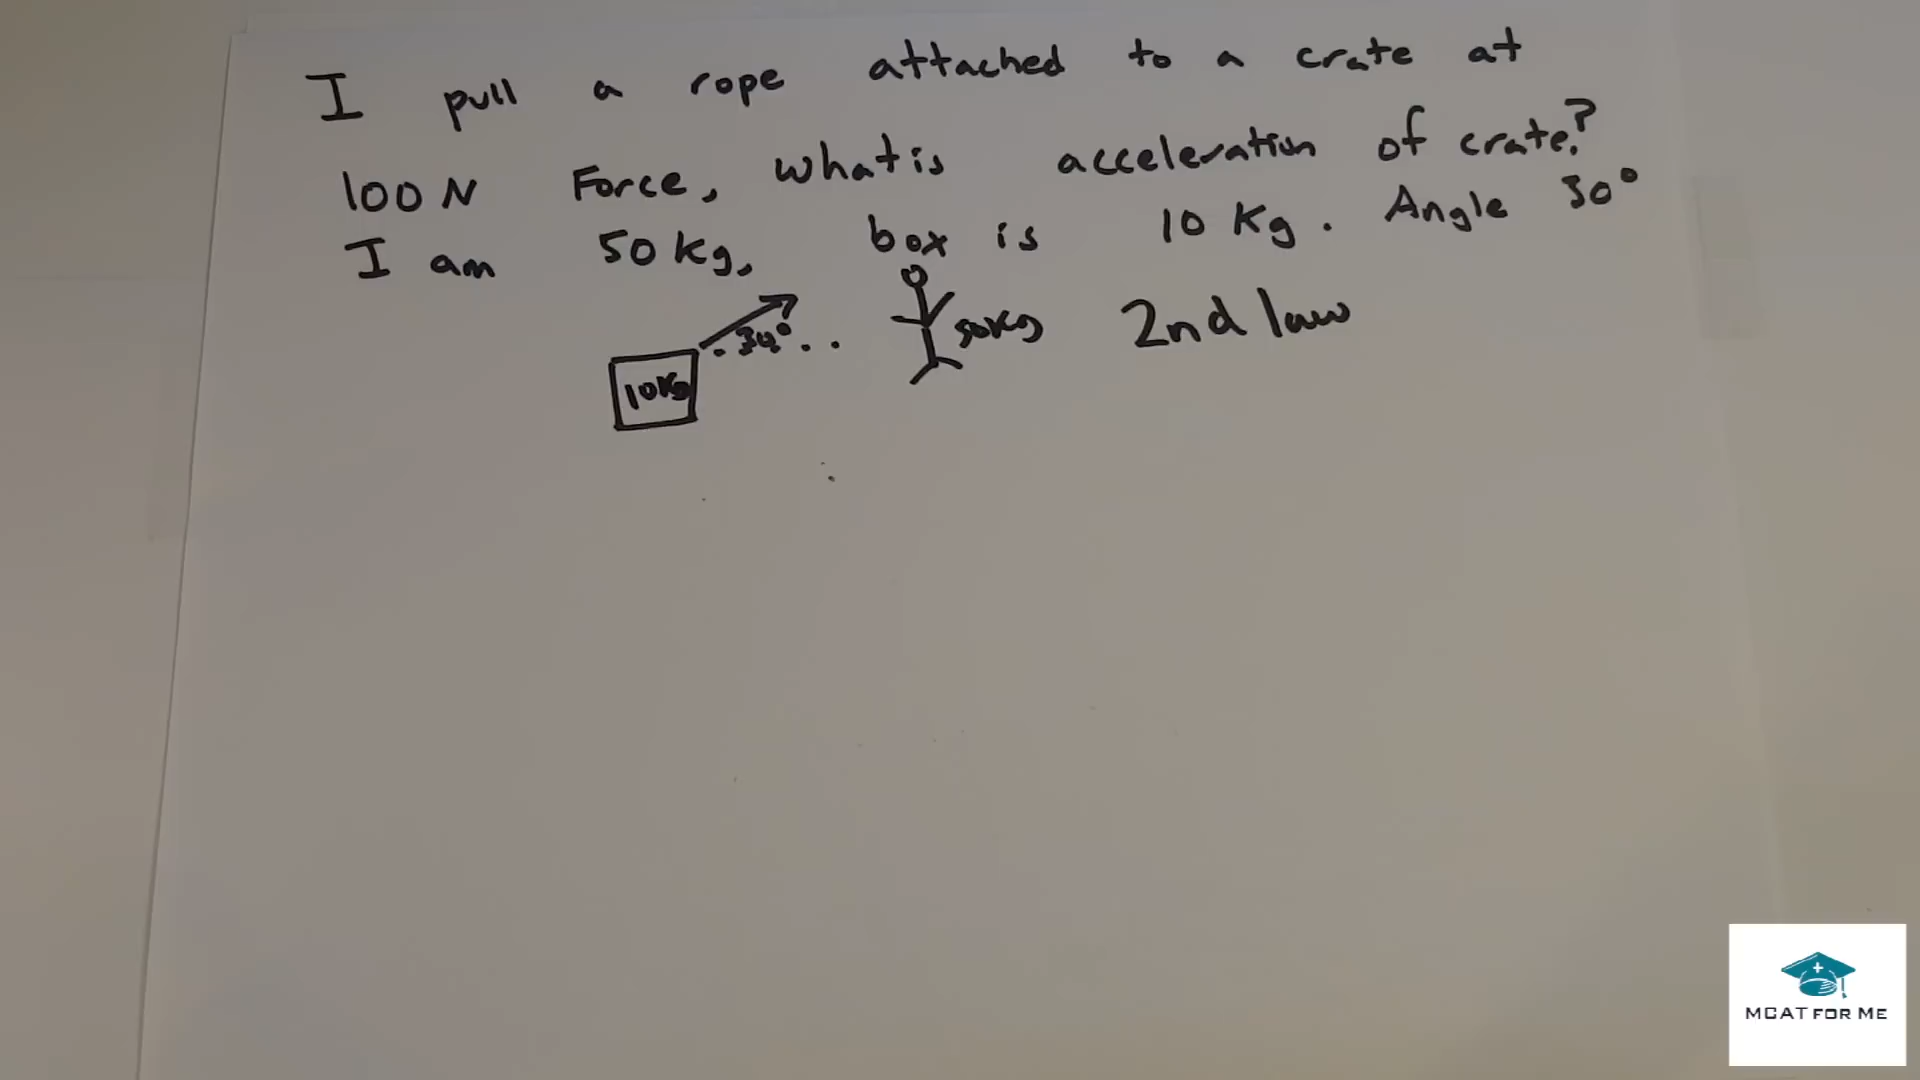 I pull a rope attached to a crate at
100 N Force, what is acceleration of crate?
I am 50 kg, box is 10 Kg. Angle 30°
30°
50Kg
2nd law
10Kg
MCAT FOR ME